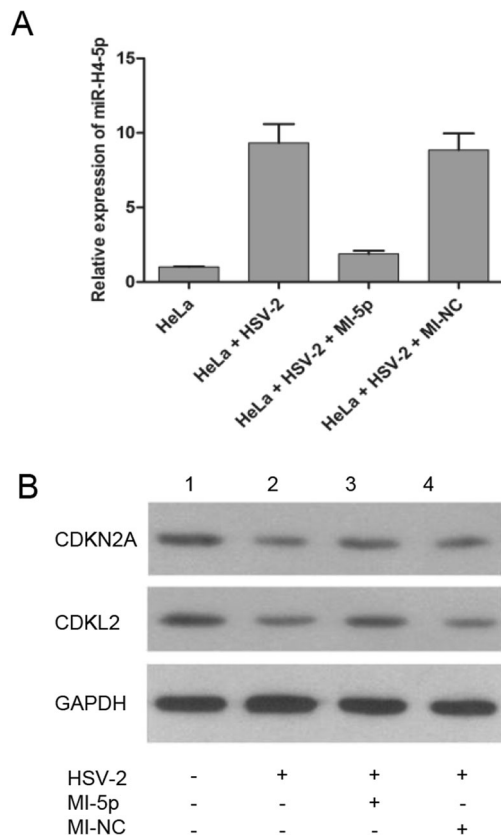 A
Relative expression of miR-H4-5p
15
10
5
0
HeLa
HeLa + HSV-2
HeLa + HSV-2 + MI-5p
HeLa + HSV-2 + MI-NC
B
1 2 3 4
CDKN2A
CDKL2
GAPDH
HSV-2 - + + +
MI-5p - - + -
MI-NC - - - +